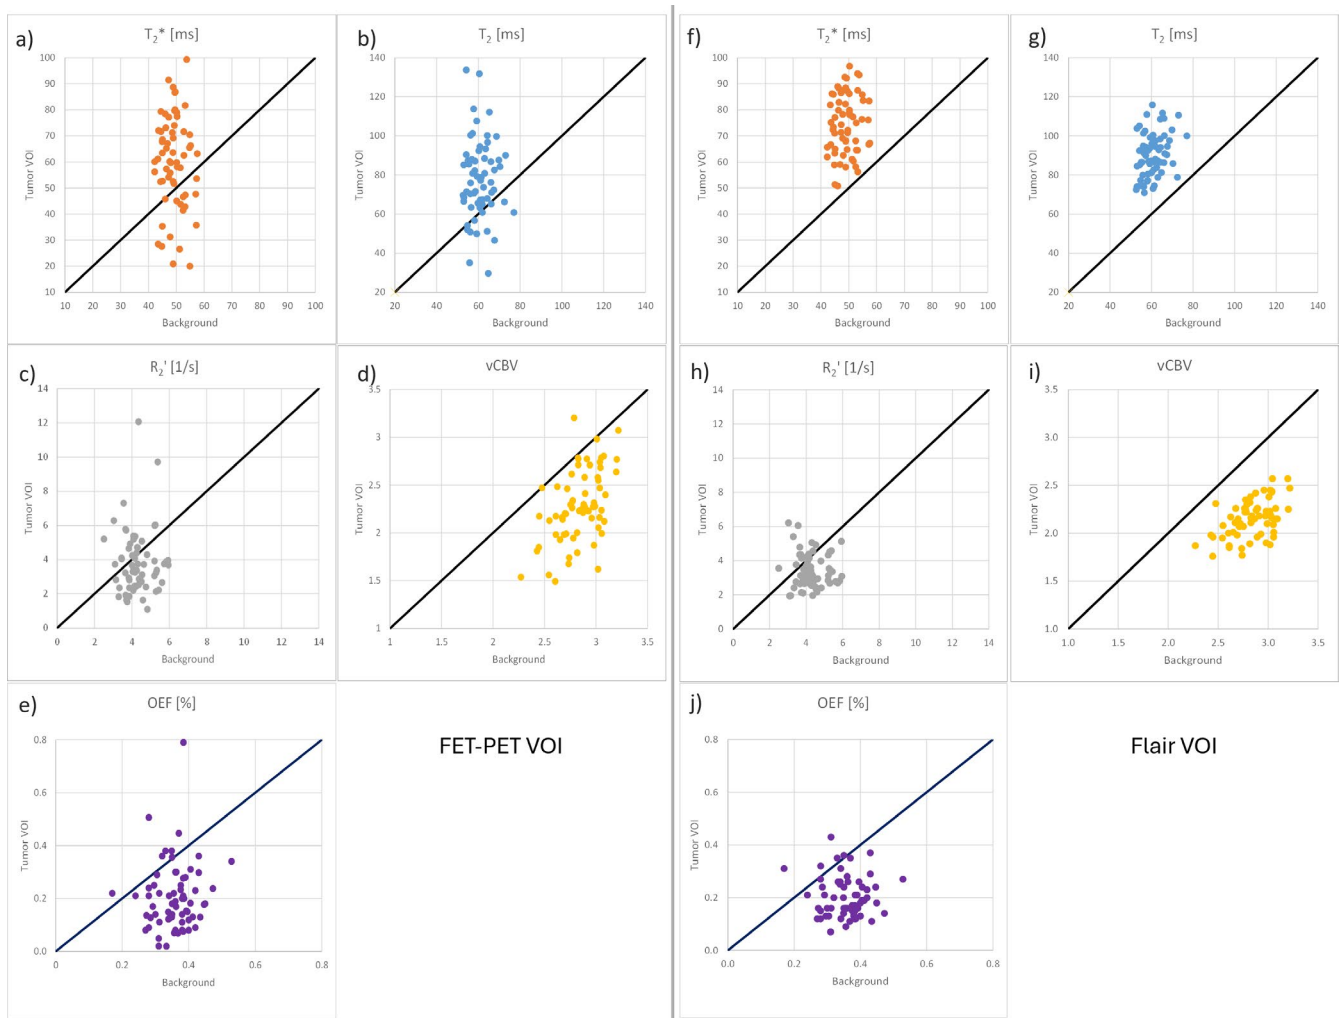 a)
T2* [ms]
100
90
80
70
60
50
40
30
20
10
Tumor VOI
10 20 30 40 50 60 70 80 90 100
Background
b)
T2 [ms]
140
120
100
80
60
40
20
Tumor VOI
20 40 60 80 100 120 140
Background
c)
R2' [1/s]
14
12
10
8
6
4
2
0
Tumor VOI
0 2 4 6 8 10 12 14
Background
d)
vCBV
3.5
3
2.5
2
1.5
1
Tumor VOI
1 1.5 2 2.5 3 3.5
Background
e)
OEF [%]
0.8
0.6
0.4
0.2
0.0
Tumor VOI
0 0.2 0.4 0.6 0.8
Background
FET-PET VOI
f)
T2* [ms]
100
90
80
70
60
50
40
30
20
10
Tumor VOI
10 20 30 40 50 60 70 80 90 100
Background
g)
T2 [ms]
140
120
100
80
60
40
20
Tumor VOI
20 40 60 80 100 120 140
Background
h)
R2' [1/s]
14
12
10
8
6
4
2
0
Tumor VOI
0 2 4 6 8 10 12 14
Background
i)
vCBV
3.5
3.0
2.5
2.0
1.5
1.0
Tumor VOI
1.0 1.5 2.0 2.5 3.0 3.5
Background
j)
OEF [%]
0.8
0.6
0.4
0.2
0.0
Tumor VOI
0.0 0.2 0.4 0.6 0.8
Background
Flair VOI